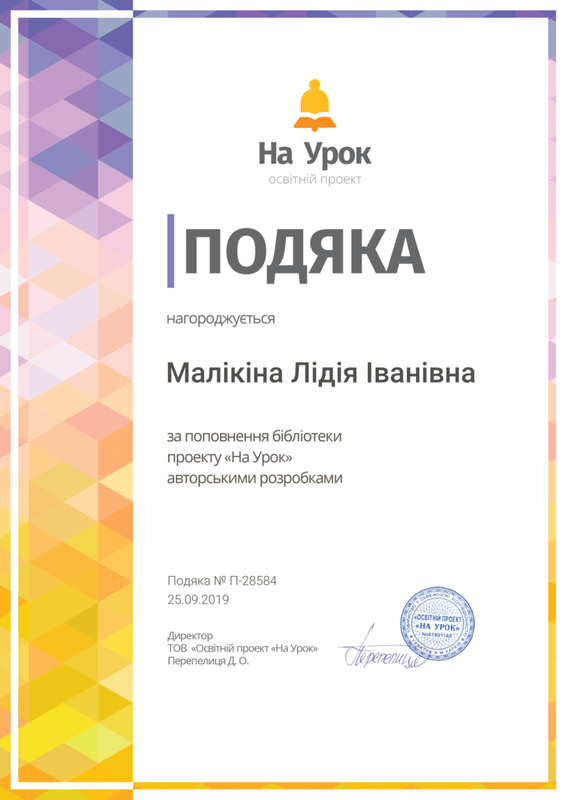 На Урок
освітній проект
ПОДЯКА
нагороджується
Малікіна Лідія Іванівна
за поповнення бібліотеки
проекту «На Урок»
авторськими розробками
Подяка № П-28584
25.09.2019
Директор
ТОВ «Освітній проект «На Урок»
Перепелиця Д. О.
Перепелиця
«ОСВІТНІЙ ПРОЕКТ
«НА УРОК»